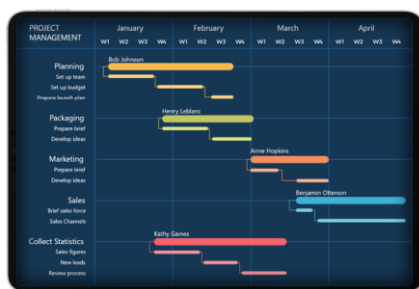 PROJECT
MANAGEMENT
January February March April
W1 W2 W3 W4 W1 W2 W3 W4 W1 W2 W3 W4 W1 W2 W3 W4
Bob Johnson
Planning
Set up team
Set up budget
Prepare launch plan
Henry Leblanc
Packaging
Prepare brief
Develop ideas
Anne Hopkins
Marketing
Prepare brief
Develop ideas
Benjamin Otterson
Sales
Brief sales force
Sales Channels
Kathy Gaines
Collect Statistics
Sales figures
New leads
Review process